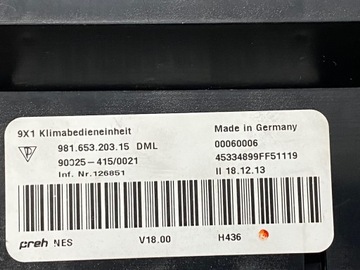 9X1 Klimabedieneinheit
Made in Germany
981.653.203.15 DML
00060006
90025-415/0021
45334899FF51119
Inf. Nr.126851
II 18.12.13
preh NES
V18.00
H436